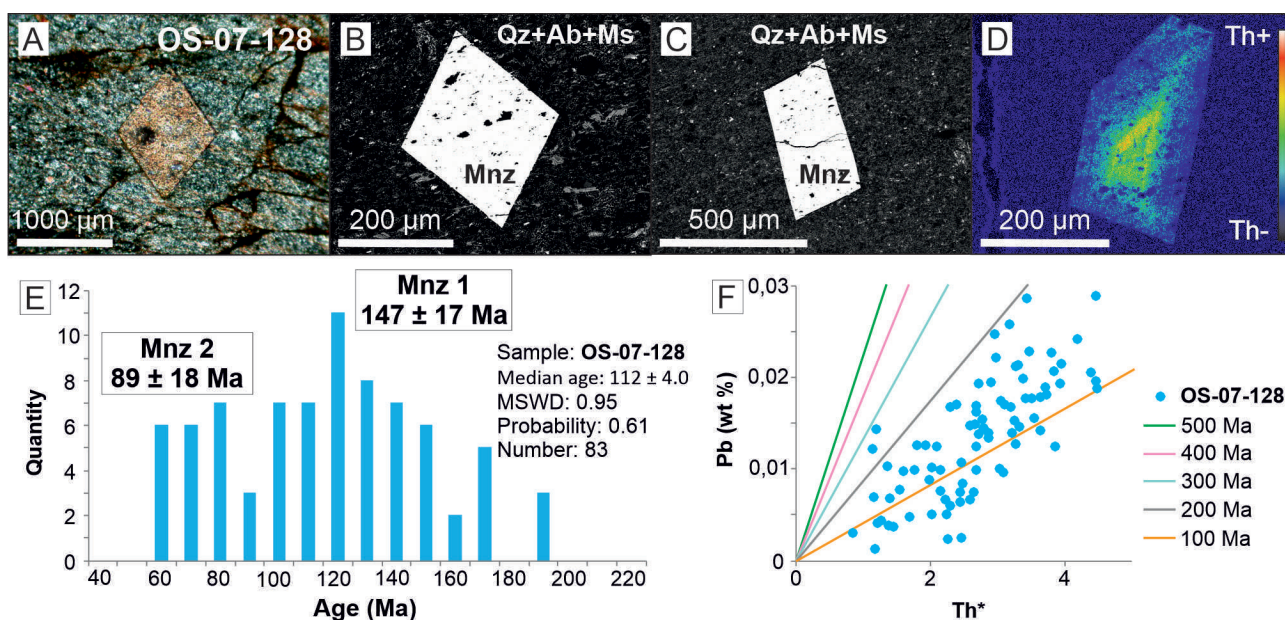 A
OS-07-128
1000 µm
B
Qz+Ab+Ms
Mnz
200 µm
C
Qz+Ab+Ms
Mnz
500 µm
D
Th+
Th-
200 µm
E
Mnz 1
147 ± 17 Ma
Mnz 2
89 ± 18 Ma
Sample: OS-07-128
Median age: 112 ± 4.0
MSWD: 0.95
Probability: 0.61
Number: 83
Quantity
12
10
8
6
4
2
0
40 60 80 100 120 140 160 180 200 220
Age (Ma)
F
Pb (wt %)
0,03
0,02
0,01
0
0 2 4
Th*
OS-07-128
500 Ma
400 Ma
300 Ma
200 Ma
100 Ma